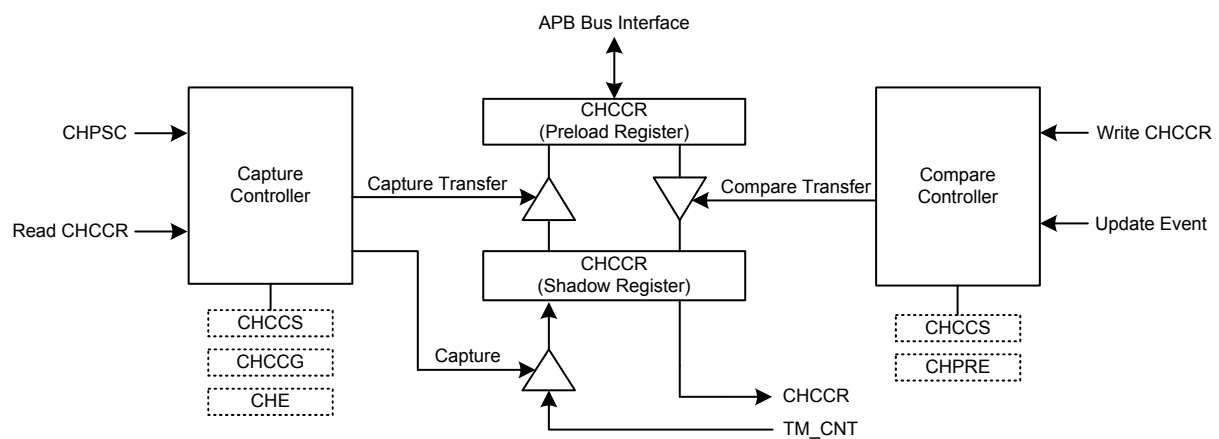 APB Bus Interface
CHCCR
(Preload Register)
CHPSC
Write CHCCR
Capture
Controller
Capture Transfer
Compare Transfer
Compare
Controller
Read CHCCR
Update Event
CHCCR
(Shadow Register)
CHCCS
CHCCG
CHE
Capture
CHCCS
CHPRE
CHCCR
TM_CNT